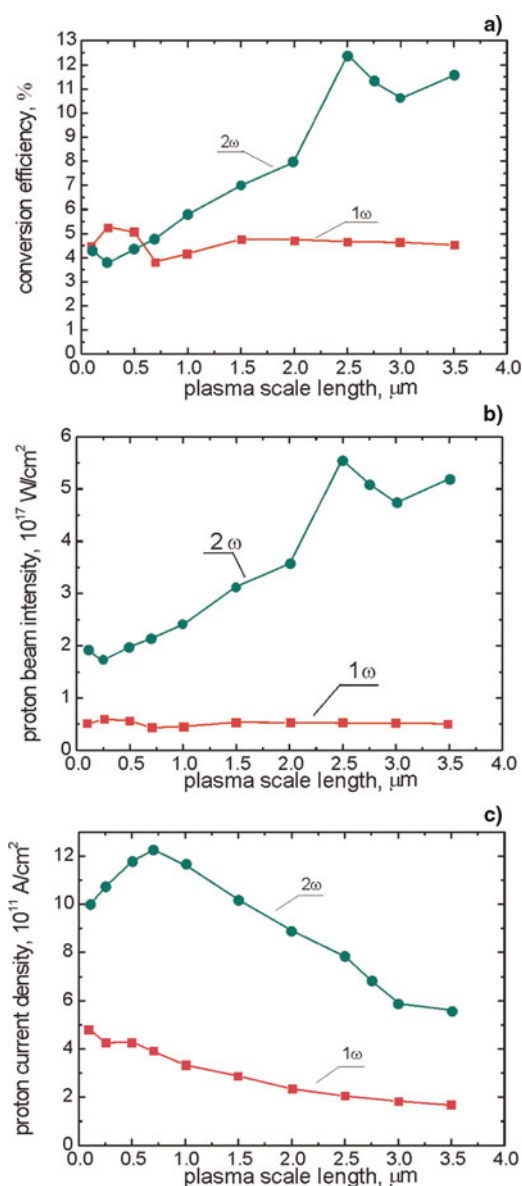 a)
13
12
11
10
9
8
7
6
5
4
3
2
1
0
conversion efficiency, %
2ω
1ω
0.0 0.5 1.0 1.5 2.0 2.5 3.0 3.5 4.0
plasma scale length, μm
b)
6
5
4
3
2
1
0
proton beam intensity, 10¹⁷ W/cm²
2 ω
1ω
0.0 0.5 1.0 1.5 2.0 2.5 3.0 3.5 4.0
plasma scale length, μm
c)
12
10
8
6
4
2
0
proton current density, 10¹¹ A/cm²
2ω
1ω
0.0 0.5 1.0 1.5 2.0 2.5 3.0 3.5 4.0
plasma scale length, μm